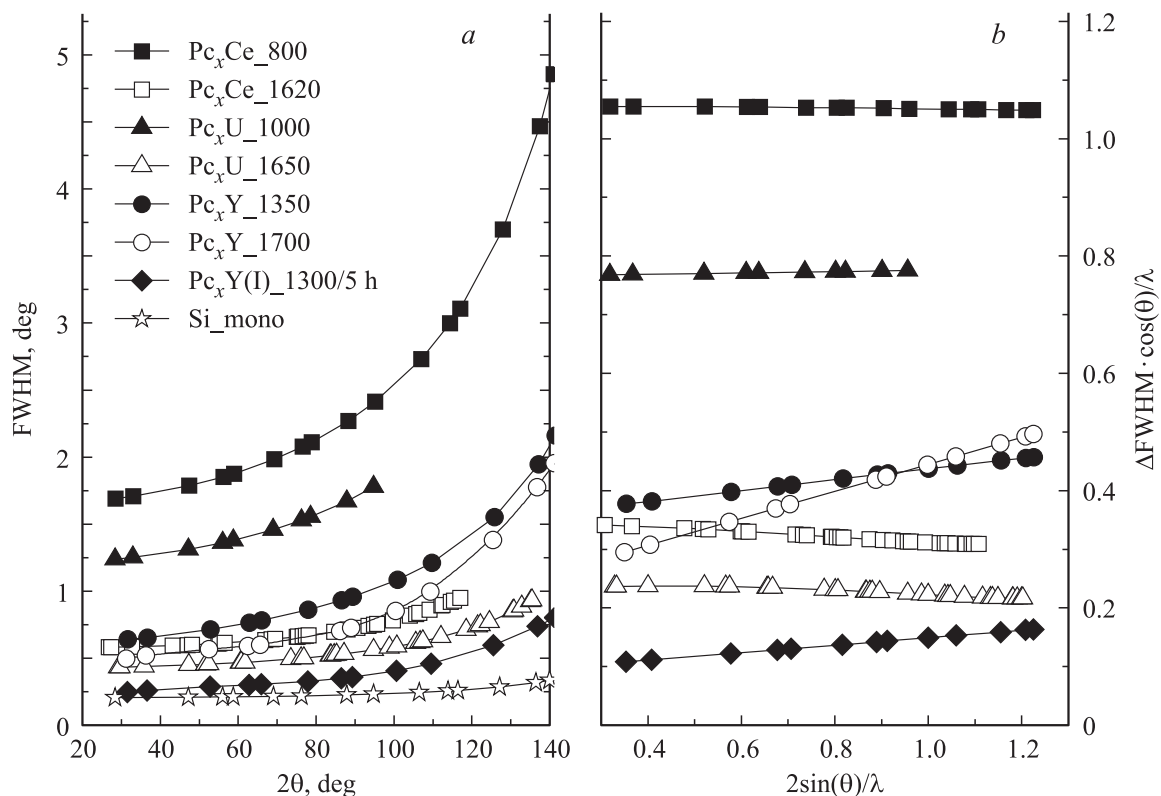 a
b
5
4
3
2
1
0
FWHM, deg
Pc_xCe_800
Pc_xCe_1620
Pc_xU_1000
Pc_xU_1650
Pc_xY_1350
Pc_xY_1700
Pc_xY(I)_1300/5 h
Si_mono
20
40
60
80
100
120
140
2θ, deg
1.2
1.0
0.8
0.6
0.4
0.2
0
ΔFWHM·cos(θ)/λ
0.4
0.6
0.8
1.0
1.2
2sin(θ)/λ